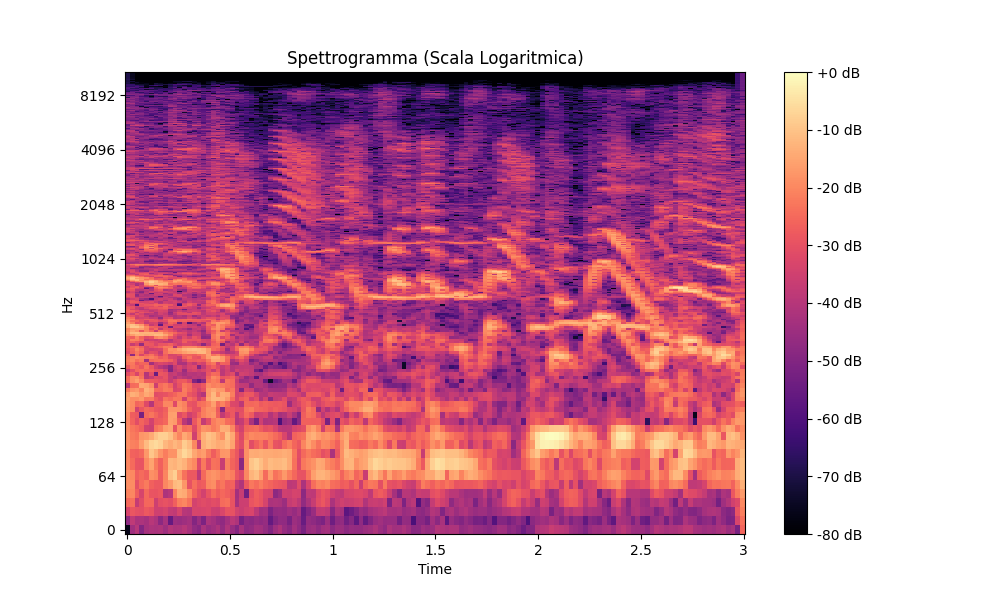 Spettrogramma (Scala Logaritmica)
Hz
8192
4096
2048
1024
512
256
128
64
0
0 0.5 1 1.5 2 2.5 3
Time
+0 dB
-10 dB
-20 dB
-30 dB
-40 dB
-50 dB
-60 dB
-70 dB
-80 dB